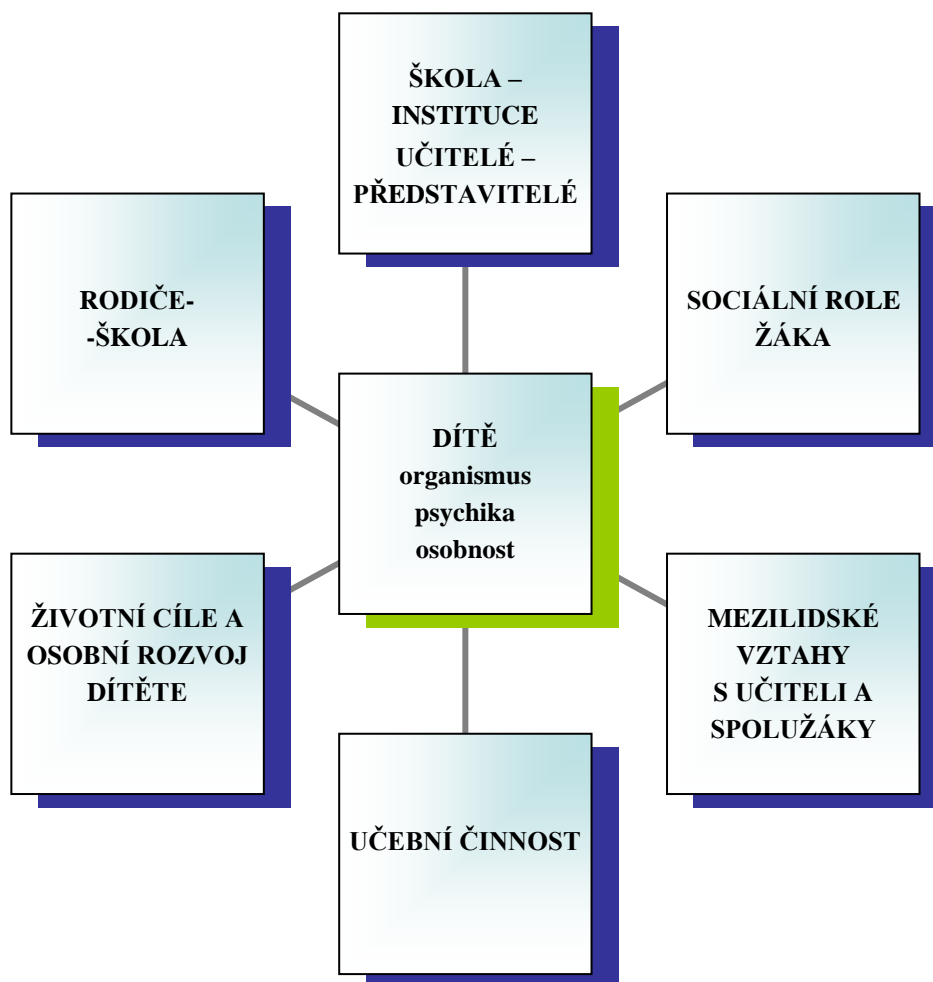 ŠKOLA –
INSTITUCE
UČITELÉ –
PŘEDSTAVITELÉ
RODIČE-
-ŠKOLA
SOCIÁLNÍ ROLE
ŽÁKA
DÍTĚ
organismus
psychika
osobnost
ŽIVOTNÍ CÍLE A
OSOBNÍ ROZVOJ
DÍTĚTE
MEZILIDSKÉ
VZTAHY
S UČITELI A
SPOLUŽÁKY
UČEBNÍ ČINNOST